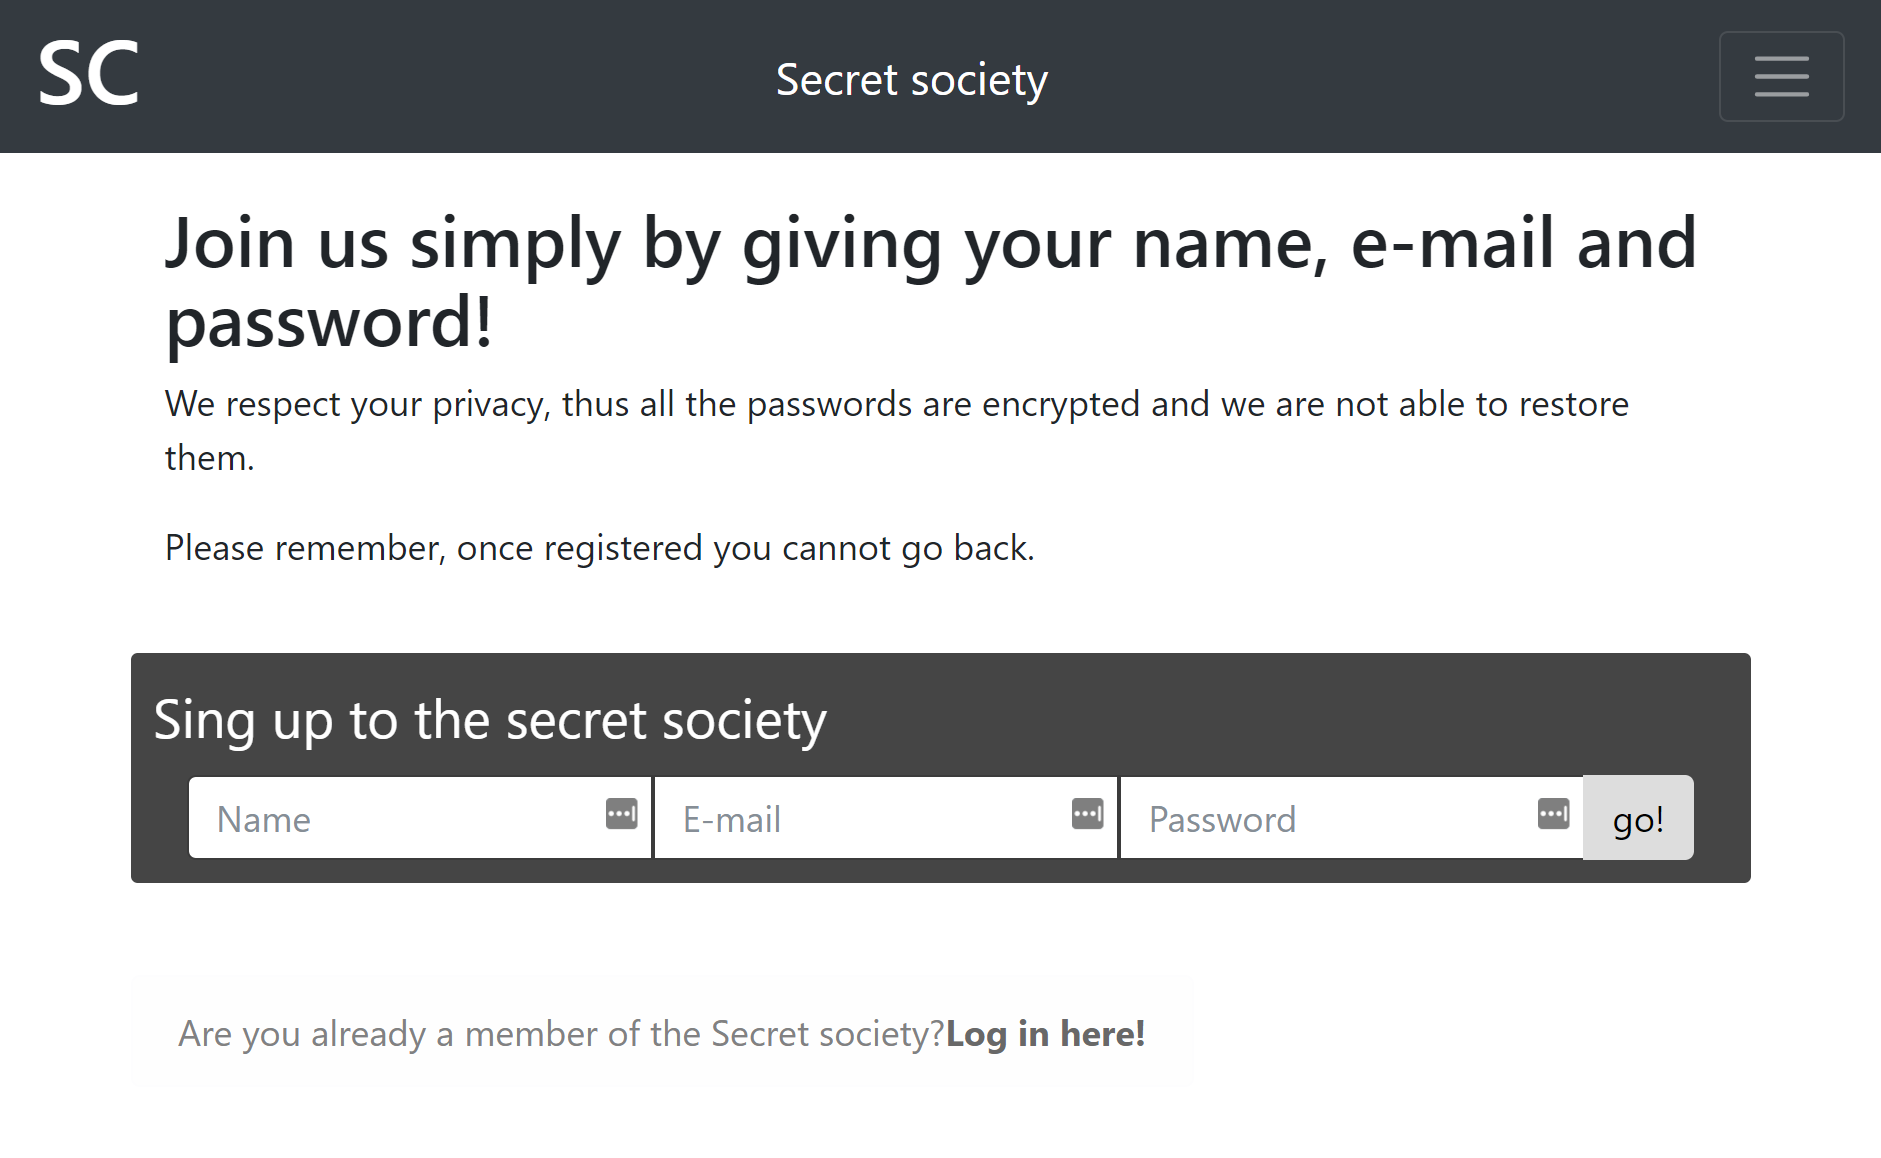 SC
Secret society
Join us simply by giving your name, e-mail and
password!
We respect your privacy, thus all the passwords are encrypted and we are not able to restore
them.
Please remember, once registered you cannot go back.
Sing up to the secret society
Name E-mail Password go!
Are you already a member of the Secret society?Log in here!